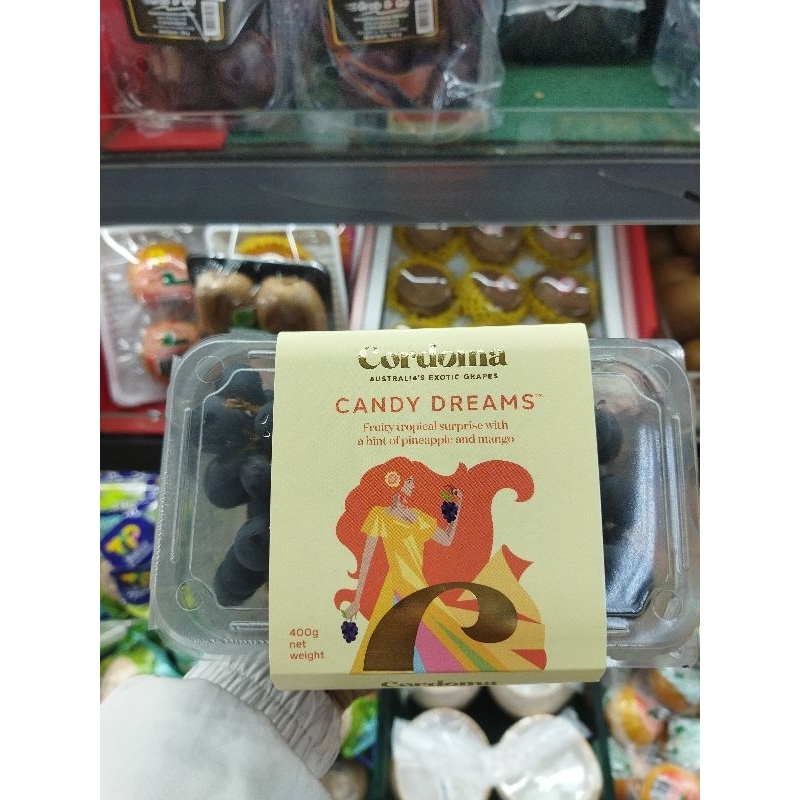 Cordoma
AUSTRALIA'S EXOTIC GRAPES
CANDY DREAMS™
Fruity tropical surprise with
a hint of pineapple and mango
400g
net
weight
Cordoma